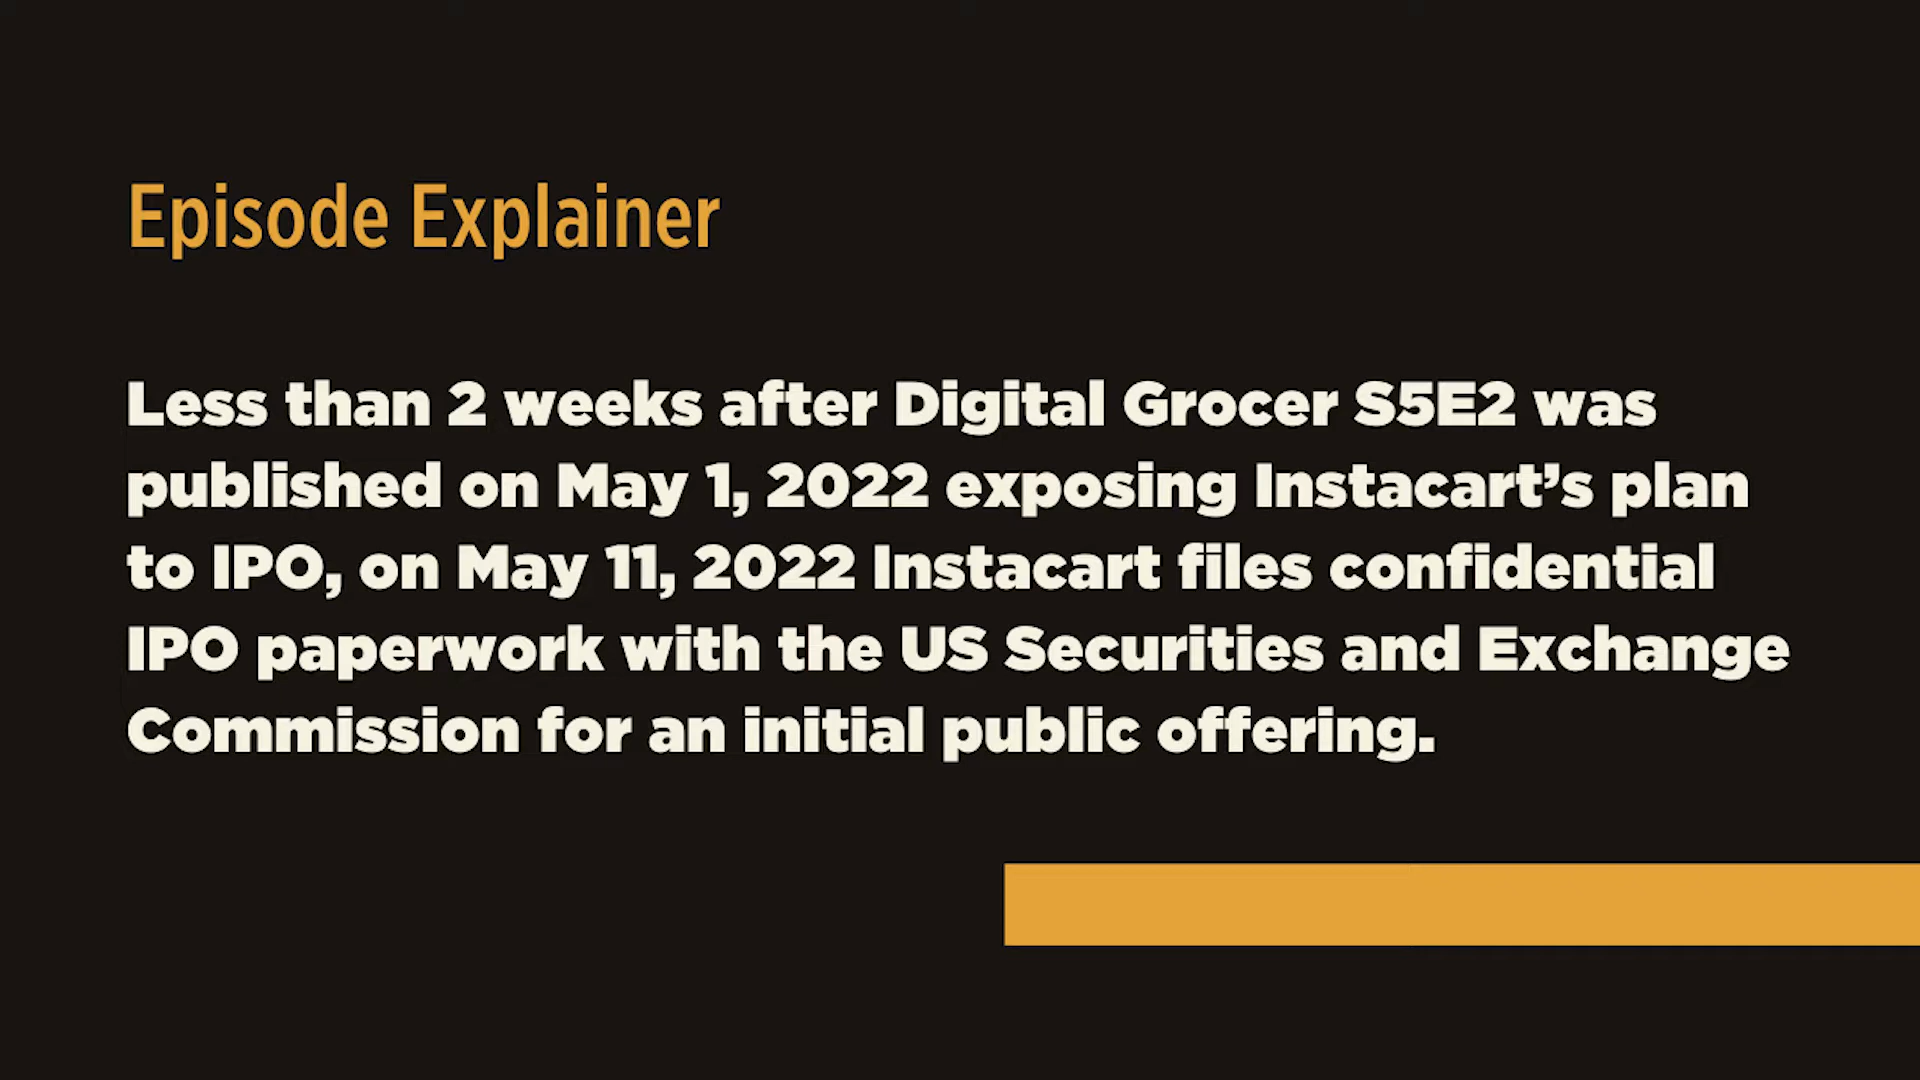 Episode Explainer
Less than 2 weeks after Digital Grocer S5E2 was
published on May 1, 2022 exposing Instacart’s plan
to IPO, on May 11, 2022 Instacart files confidential
IPO paperwork with the US Securities and Exchange
Commission for an initial public offering.